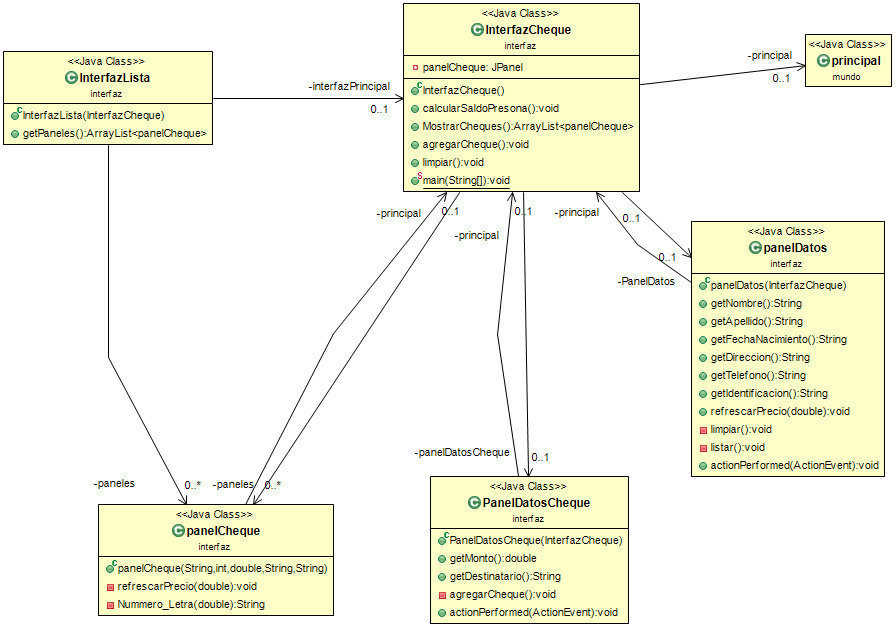 <<Java Class>>
InterfazLista
interfaz
InterfazLista(InterfazCheque)
getPaneles():ArrayList<panelCheque>
-interfazPrincipal
0..1
<<Java Class>>
InterfazCheque
interfaz
panelCheque: JPanel
InterfazCheque()
calcularSaldoPresona():void
MostrarCheques():ArrayList<panelCheque>
agregarCheque():void
limpiar():void
main(String[]):void
-principal
0..1
<<Java Class>>
principal
mundo
-principal
0..1
-principal
0..1
-principal
0..1
-PanelDatos
0..1
<<Java Class>>
panelDatos
interfaz
panelDatos(InterfazCheque)
getNombre():String
getApellido():String
getFechaNacimiento():String
getDireccion():String
getTelefono():String
getIdentificacion():String
refrescarPrecio(double):void
limpiar():void
listar():void
actionPerformed(ActionEvent):void
-paneles
0..*
-paneles
0..*
-panelDatosCheque
0..1
<<Java Class>>
panelCheque
interfaz
panelCheque(String,int,double,String,String)
refrescarPrecio(double):void
Nummero_Letra(double):String
<<Java Class>>
PanelDatosCheque
interfaz
PanelDatosCheque(InterfazCheque)
getMonto():double
getDestinatario():String
agregarCheque():void
actionPerformed(ActionEvent):void